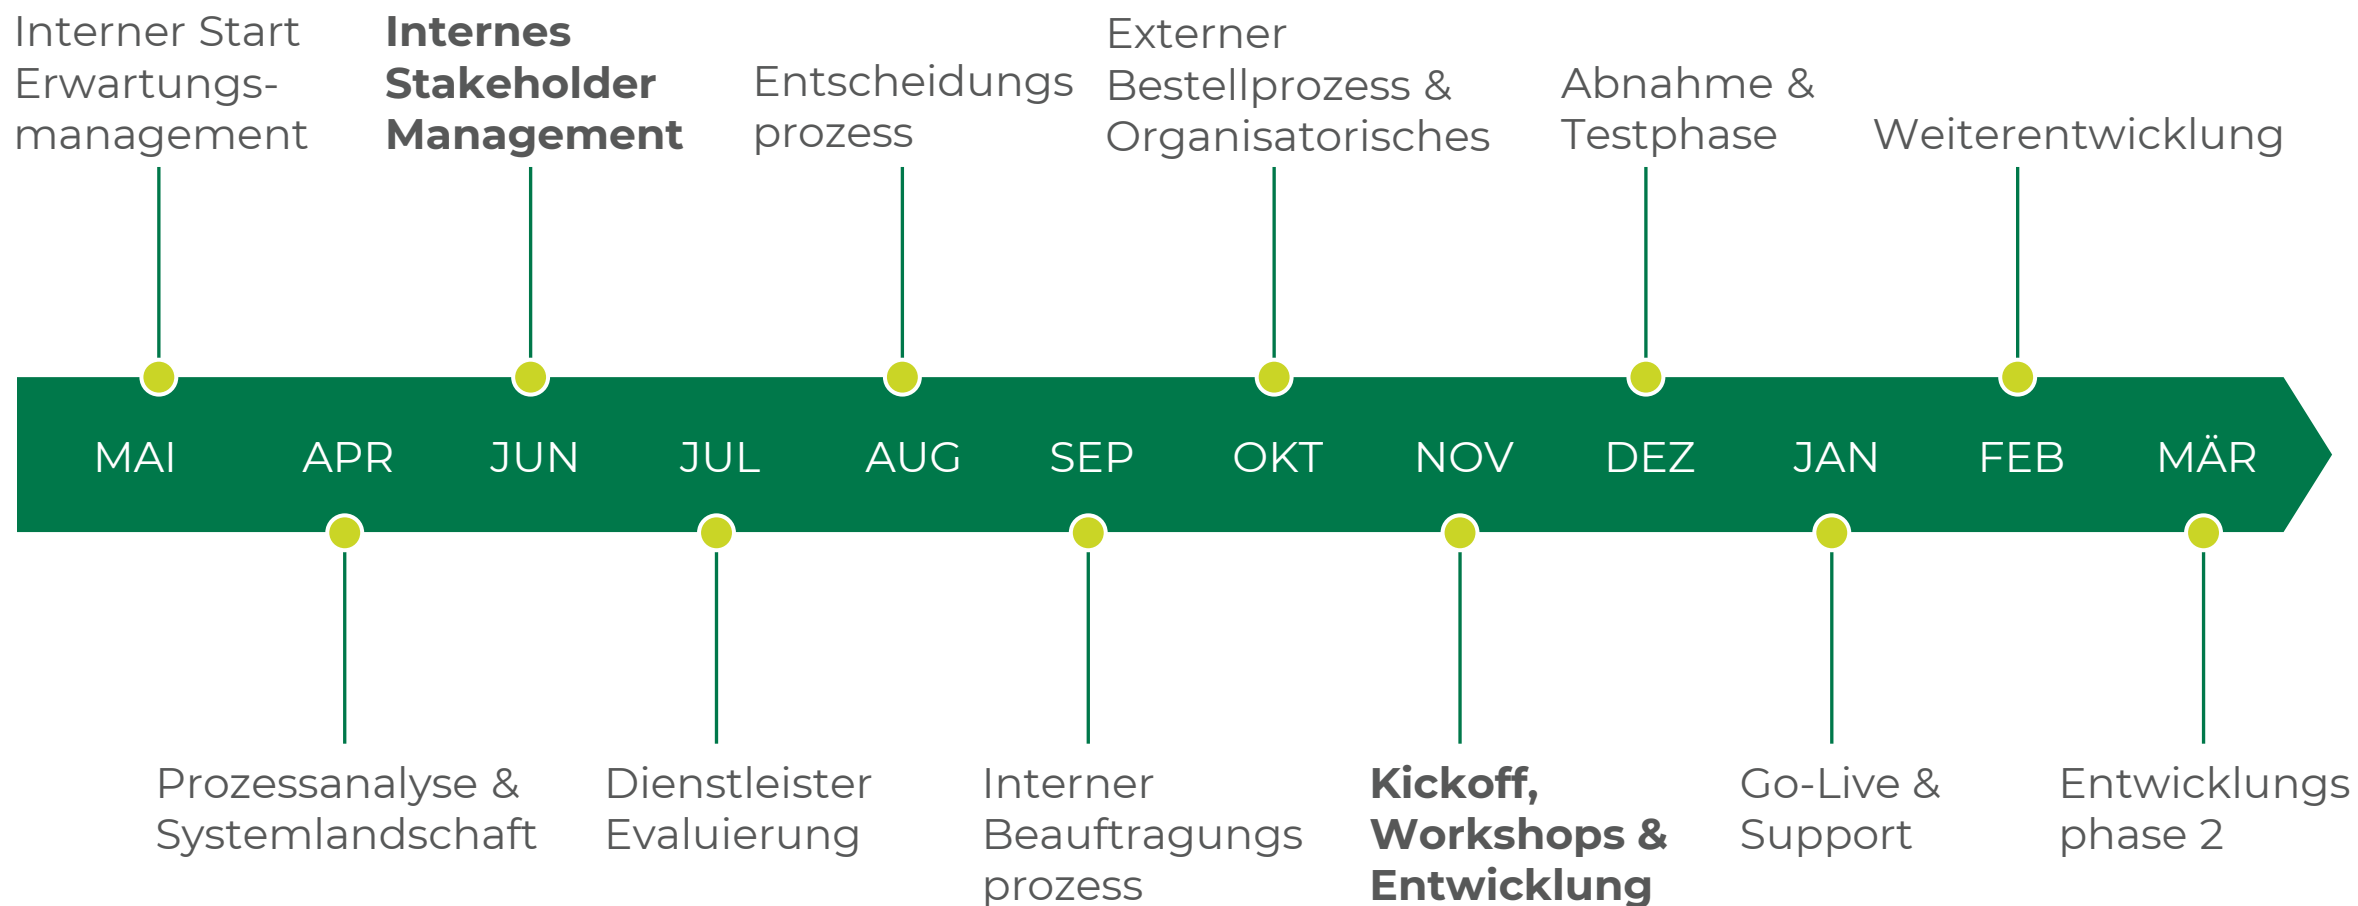 Interner Start
Erwartungs-
management
Internes
Stakeholder
Management
Entscheidungs
prozess
Externer
Bestellprozess &
Organisatorisches
Abnahme &
Testphase
Weiterentwicklung
MAI APR JUN JUL AUG SEP OKT NOV DEZ JAN FEB MÄR
Prozessanalyse &
Systemlandschaft
Dienstleister
Evaluierung
Interner
Beauftragungs
prozess
Kickoff,
Workshops &
Entwicklung
Go-Live &
Support
Entwicklungs
phase 2